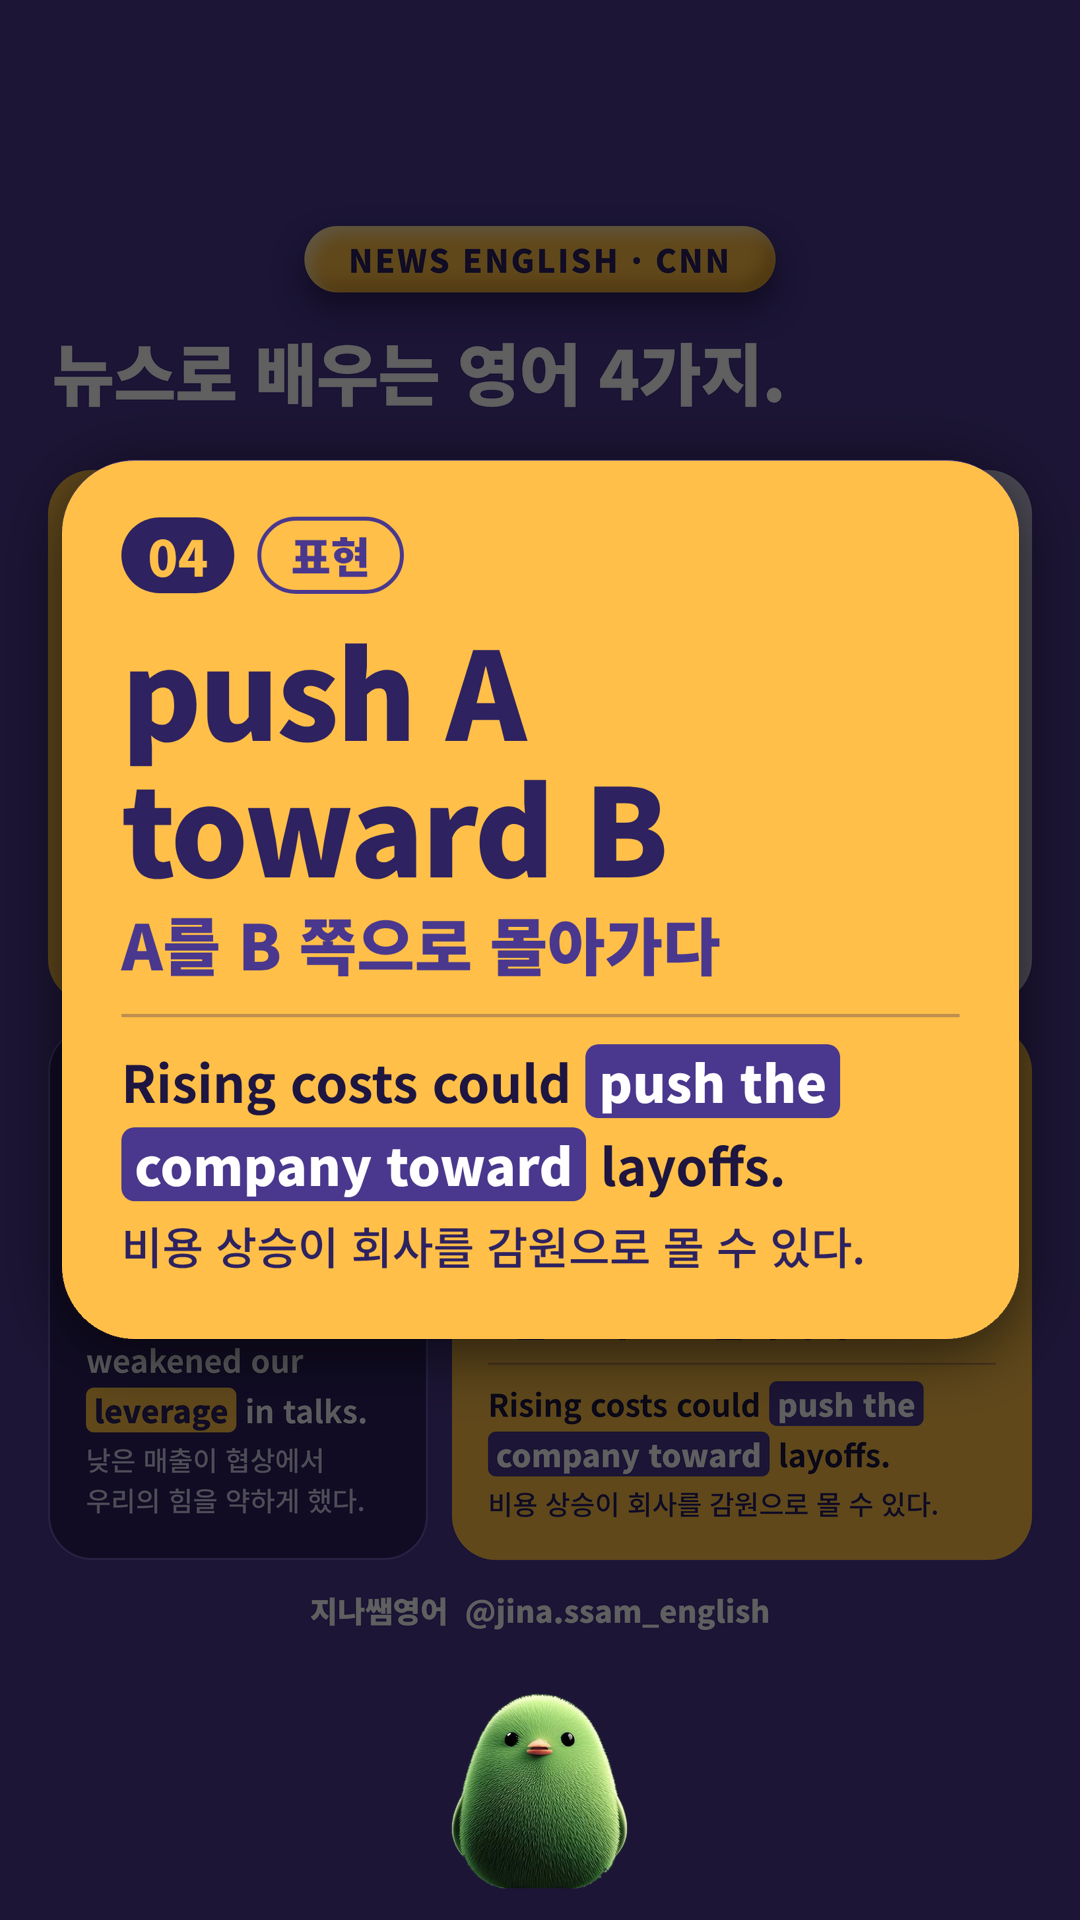 NEWS ENGLISH · CNN
뉴스로 배우는 영어 4가지.
04 표현
push A
toward B
A를 B 쪽으로 몰아가다
Rising costs could push the
company toward layoffs.
비용 상승이 회사를 감원으로 몰 수 있다.
weakened our
leverage in talks.
낮은 매출이 협상에서
우리의 힘을 약하게 했다.
Rising costs could push the
company toward layoffs.
비용 상승이 회사를 감원으로 몰 수 있다.
지나쌤영어 @jina.ssam_english